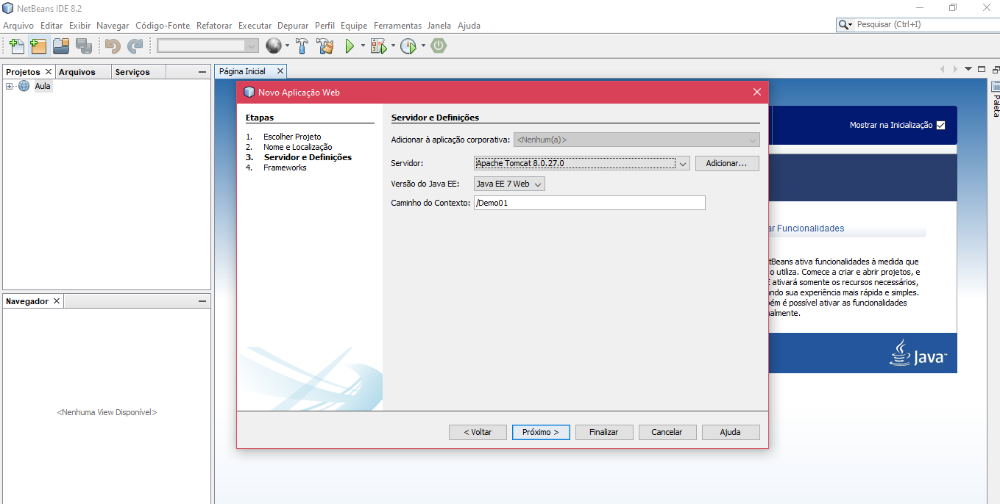 NetBeans IDE 8.2
Arquivo Editar Exibir Navegar Código-Fonte Refatorar Executar Depurar Perfil Equipe Ferramentas Janela Ajuda
Pesquisar (Ctrl+I)
Projetos Arquivos Serviços
Aula
Página Inicial
Paleta
Mostrar na Inicialização
Novo Aplicação Web
Etapas
1. Escolher Projeto
2. Nome e Localização
3. Servidor e Definições
4. Frameworks
Servidor e Definições
Adicionar à aplicação corporativa: <Nenhum(a)>
Servidor: Apache Tomcat 8.0.27.0 Adicionar...
Versão do Java EE: Java EE 7 Web
Caminho do Contexto: /Demo01
< Voltar Próximo > Finalizar Cancelar Ajuda
ar Funcionalidades
tBeans ativa funcionalidades à medida que
o utiliza. Comece a criar e abrir projetos, e
E ativará somente os recursos necessários,
ndo sua experiência mais rápida e simples.
bém é possível ativar as funcionalidades
almente.
Java
Navegador
<Nenhuma View Disponível>